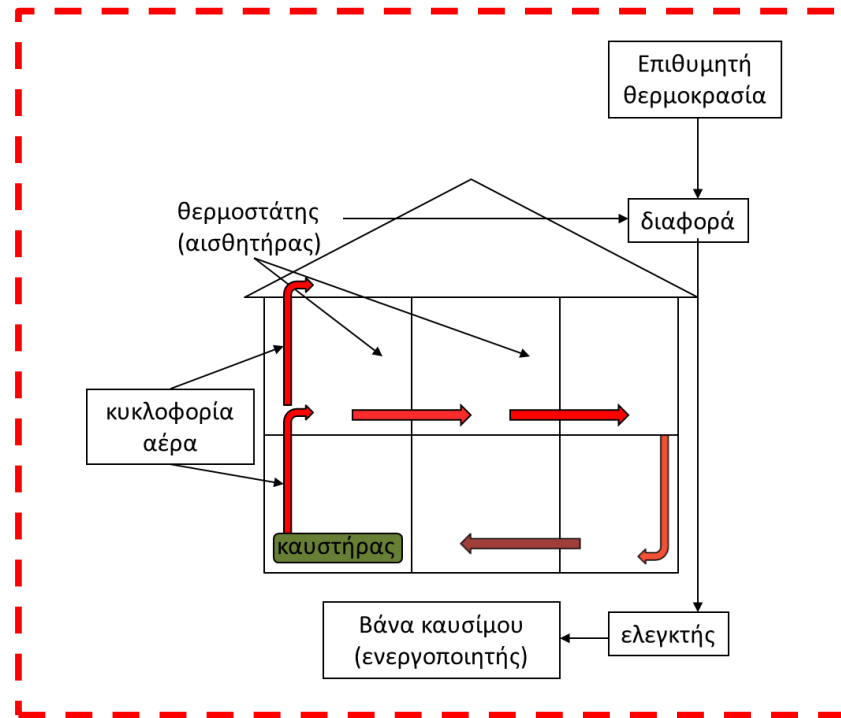 Επιθυμητή
θερμοκρασία
θερμοστάτης
(αισθητήρας)
διαφορά
κυκλοφορία
αέρα
καυστήρας
Βάνα καυσίμου
(ενεργοποιητής)
ελεγκτής